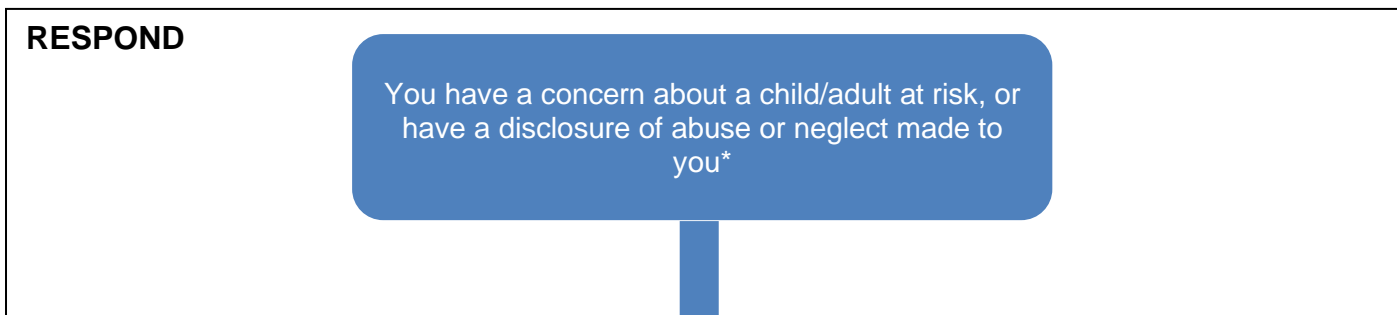 RESPOND
You have a concern about a child/adult at risk, or
have a disclosure of abuse or neglect made to
you*